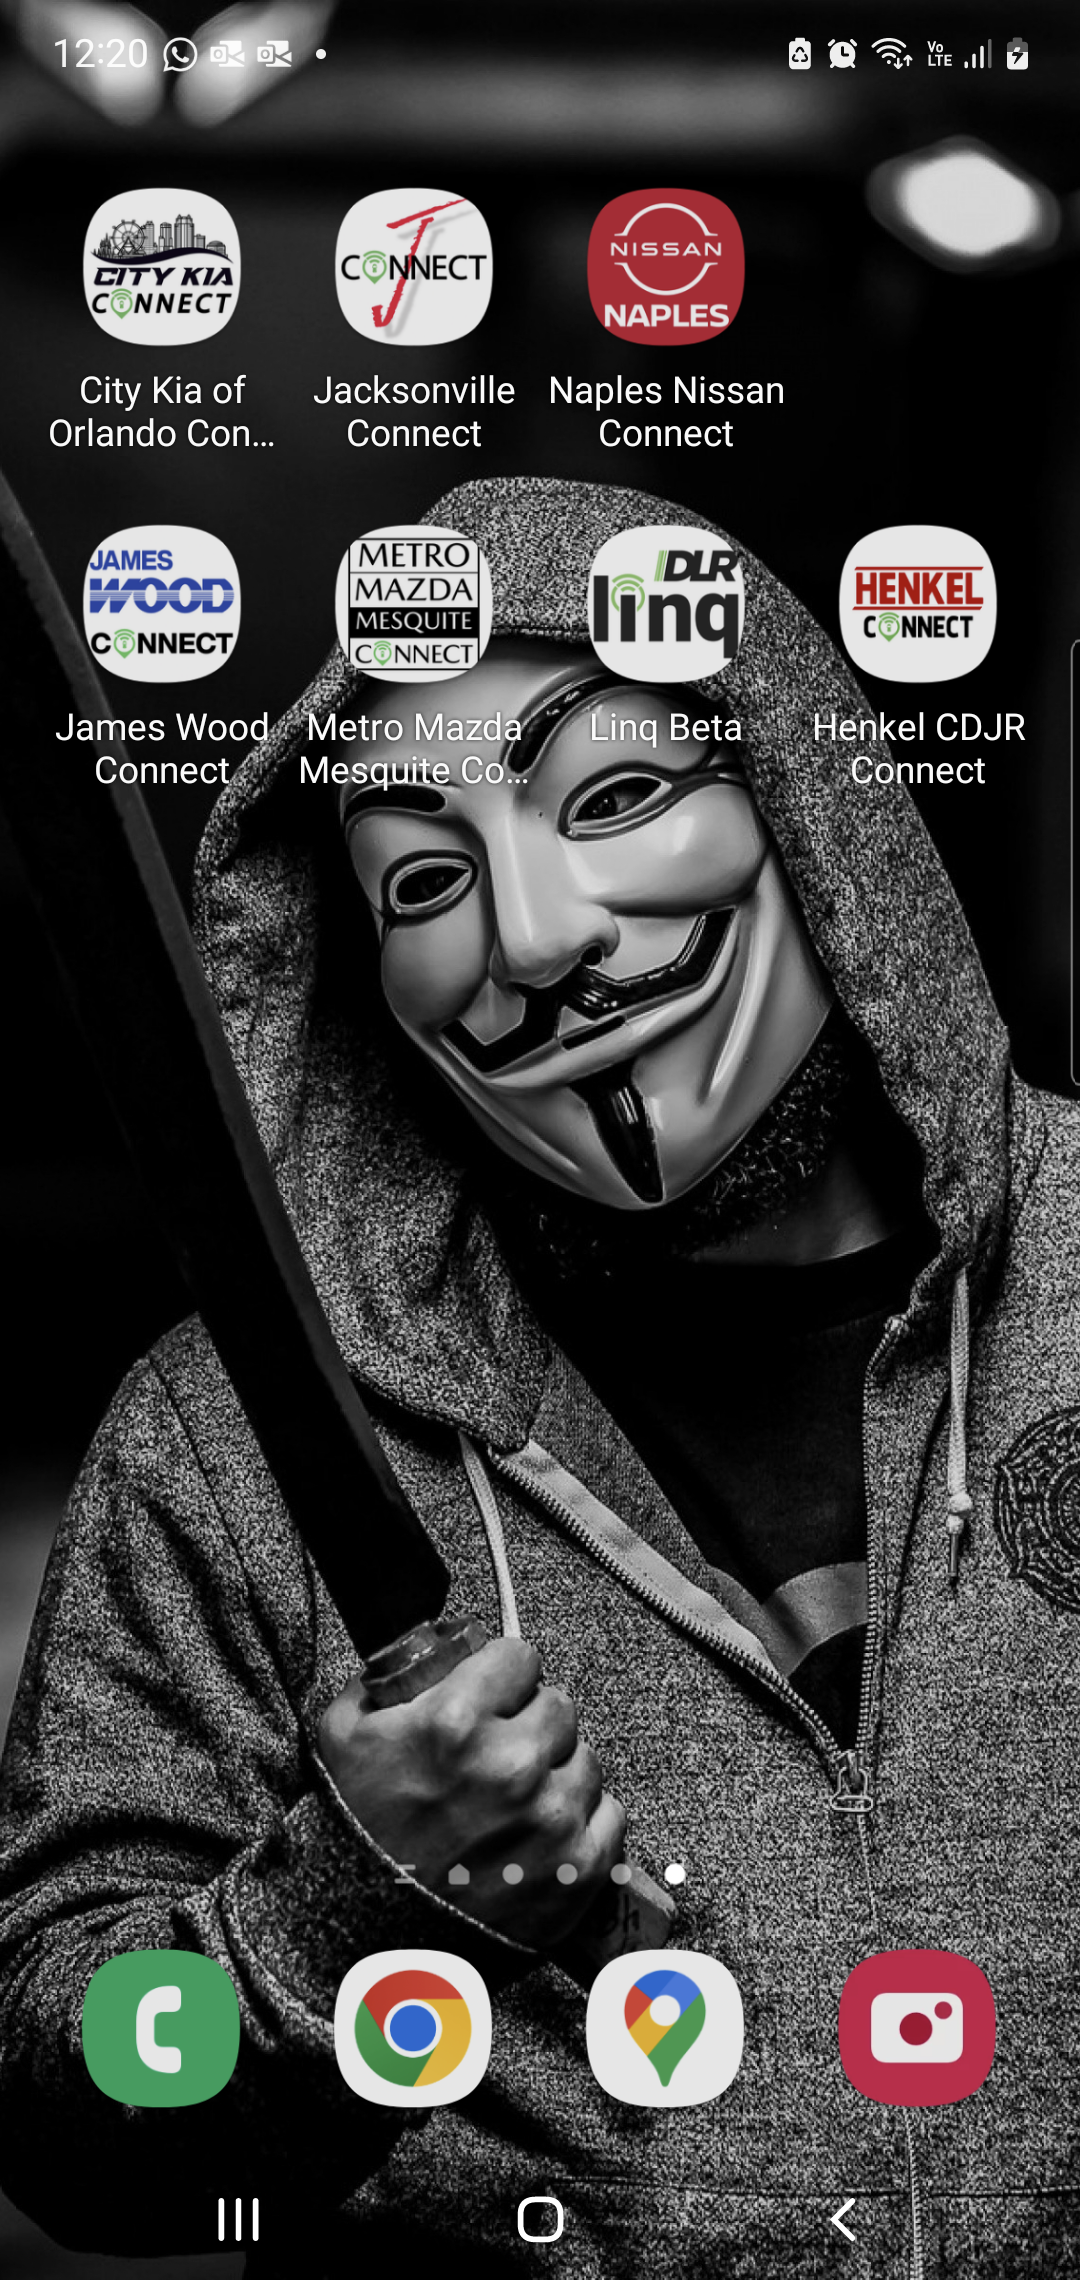 12:20
Vo
LTE
CITY KIA
CONNECT
CONNECT
J
NISSAN
NAPLES
City Kia of
Orlando Con...
Jacksonville
Connect
Naples Nissan
Connect
JAMES
WOOD
CONNECT
METRO
MAZDA
MESQUITE
CONNECT
DLR
linq
HENKEL
CONNECT
James Wood
Connect
Metro Mazda
Mesquite Co...
Linq Beta
Henkel CDJR
Connect